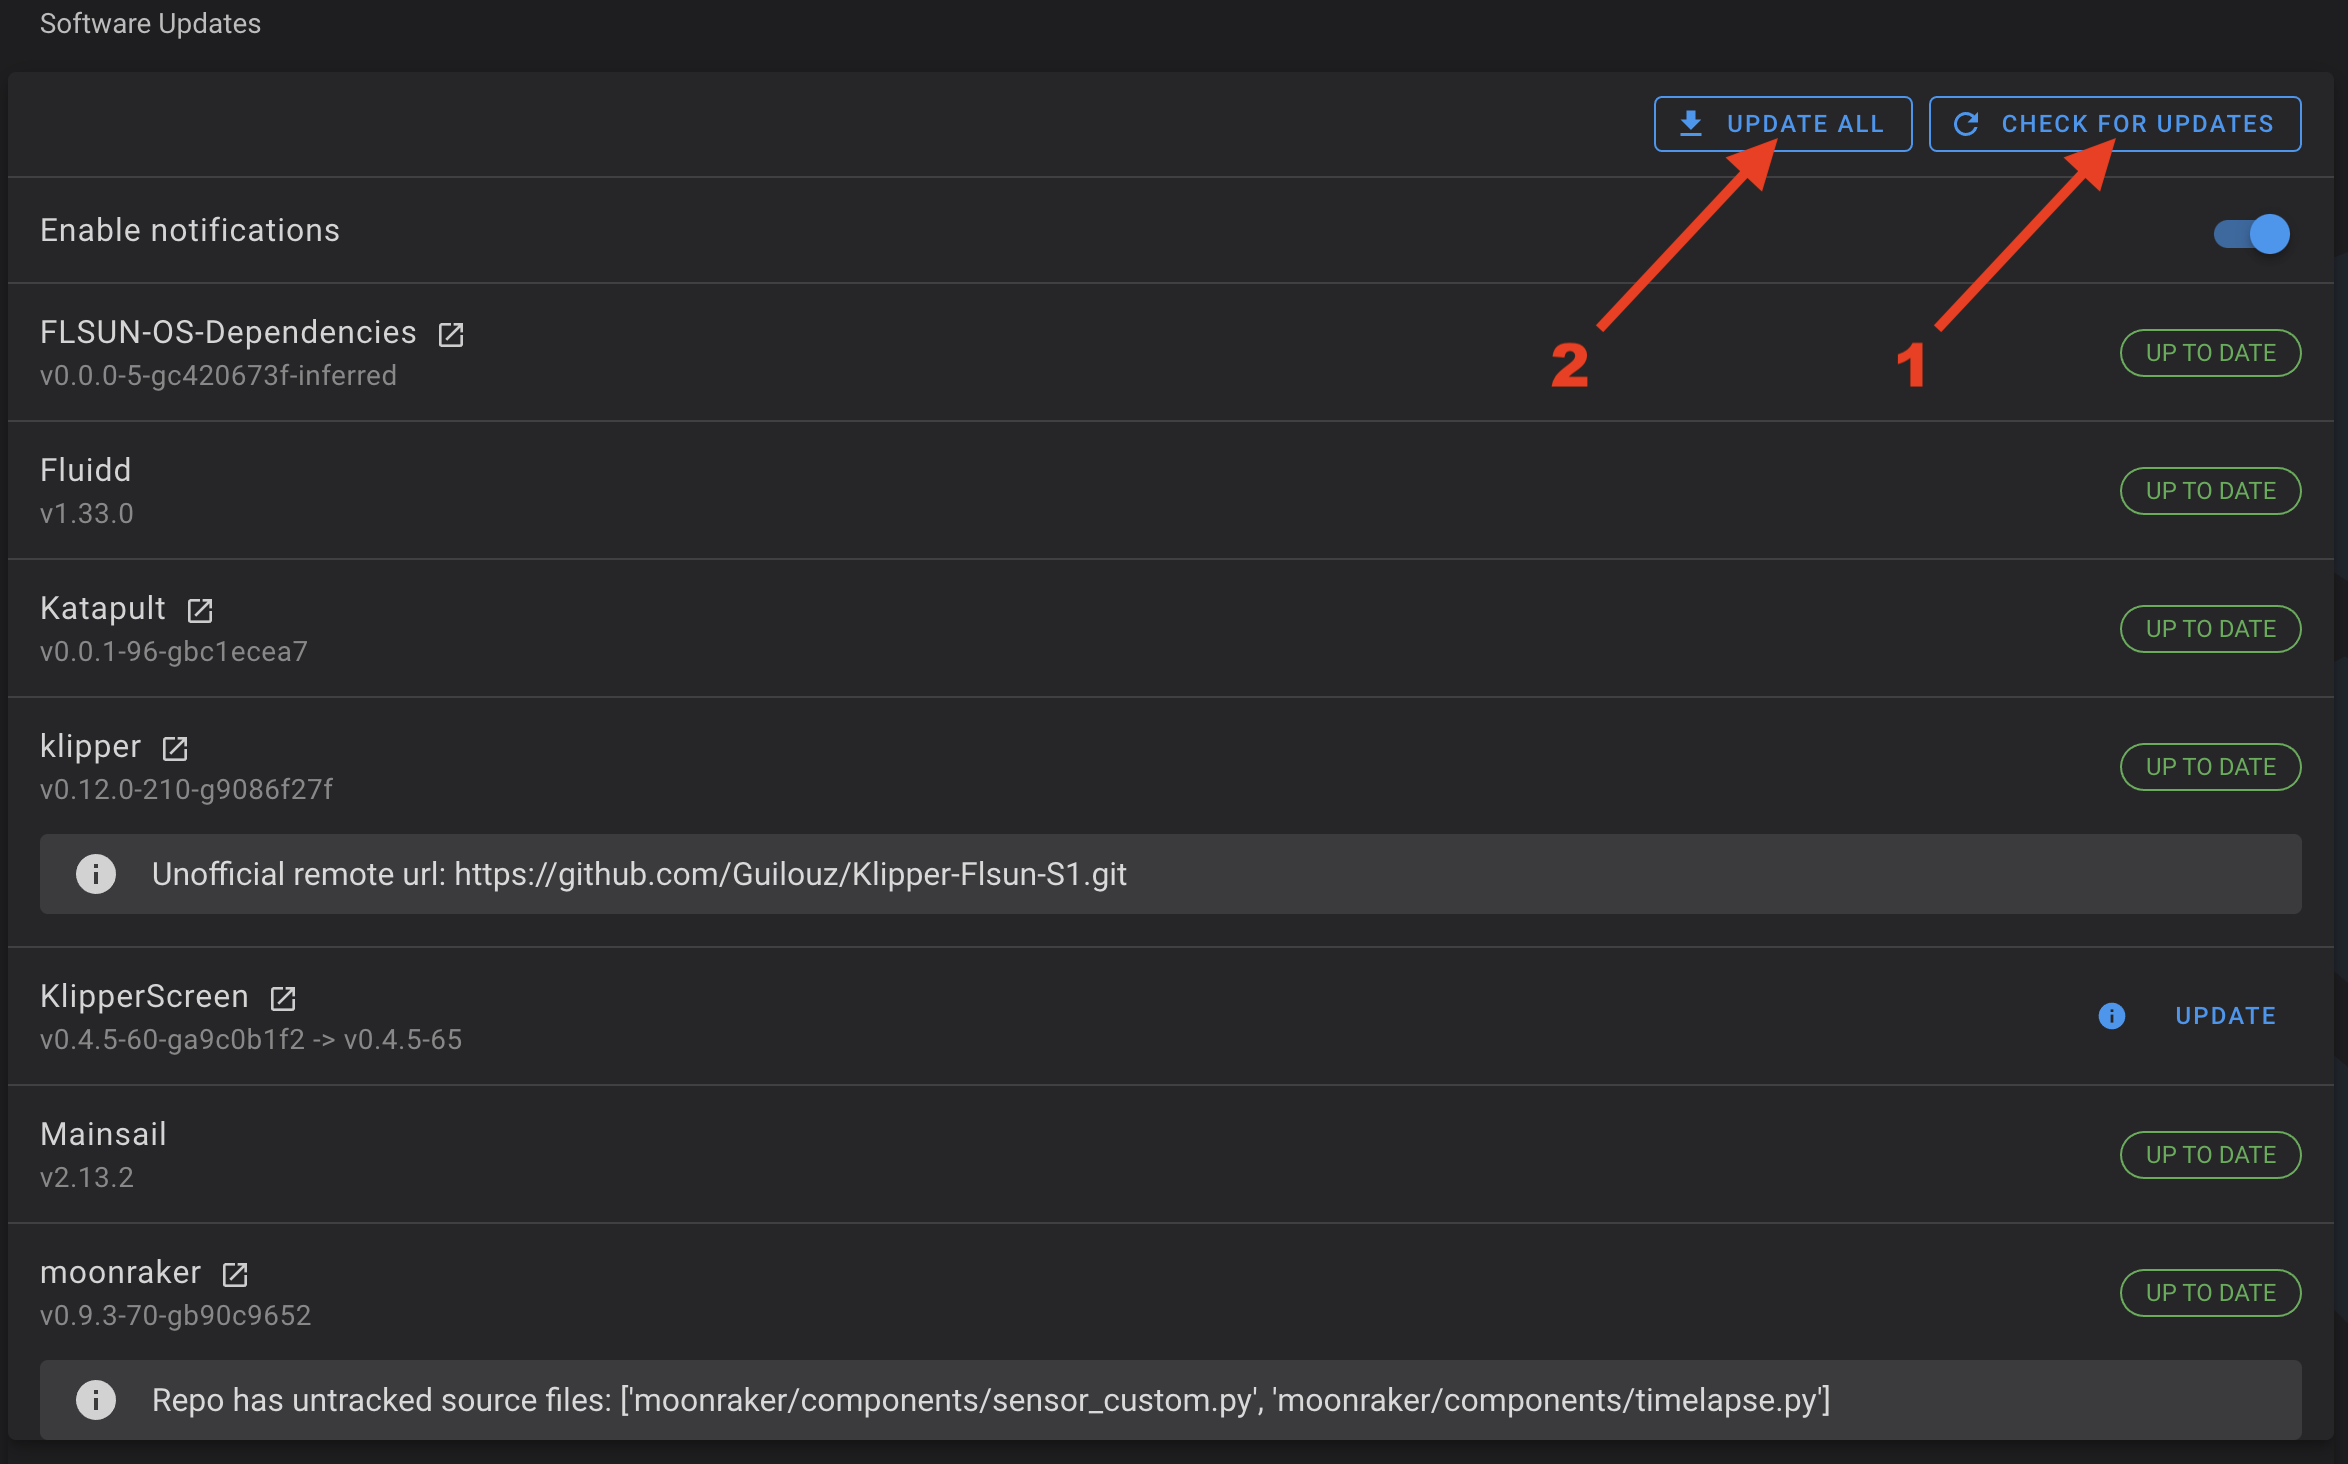 Software Updates
UPDATE ALL
CHECK FOR UPDATES
Enable notifications
FLSUN-OS-Dependencies
v0.0.0-5-gc420673f-inferred
2
1
UP TO DATE
Fluidd
v1.33.0
UP TO DATE
Katapult
v0.0.1-96-gbc1ecea7
UP TO DATE
klipper
v0.12.0-210-g9086f27f
UP TO DATE
Unofficial remote url: https://github.com/Guilouz/Klipper-Flsun-S1.git
KlipperScreen
v0.4.5-60-ga9c0b1f2 -> v0.4.5-65
UPDATE
Mainsail
v2.13.2
UP TO DATE
moonraker
v0.9.3-70-gb90c9652
UP TO DATE
Repo has untracked source files: ['moonraker/components/sensor_custom.py', 'moonraker/components/timelapse.py']